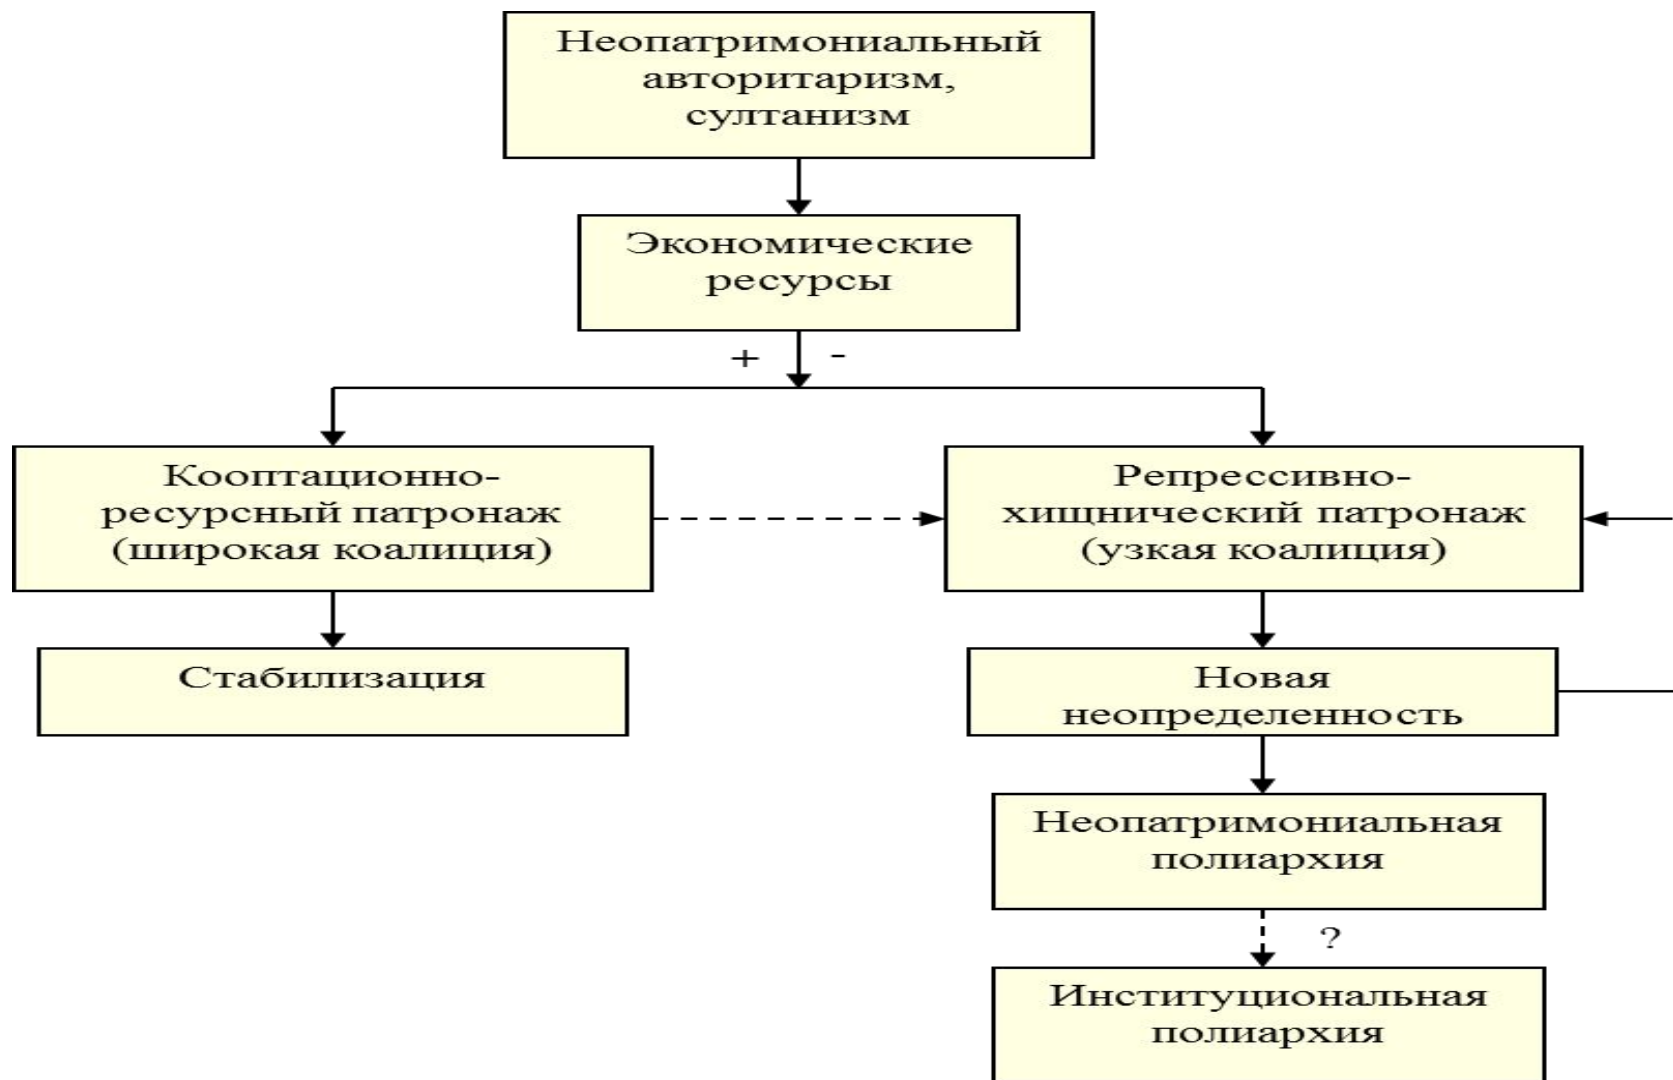 Неопатримониальный
авторитаризм,
султанизм
Экономические
ресурсы
+ -
Кооптационно-
ресурсный патронаж
(широкая коалиция)
Репрессивно-
хищнический патронаж
(узкая коалиция)
Стабилизация
Новая
неопределенность
Неопатримониальная
полиархия
?
Институциональная
полиархия